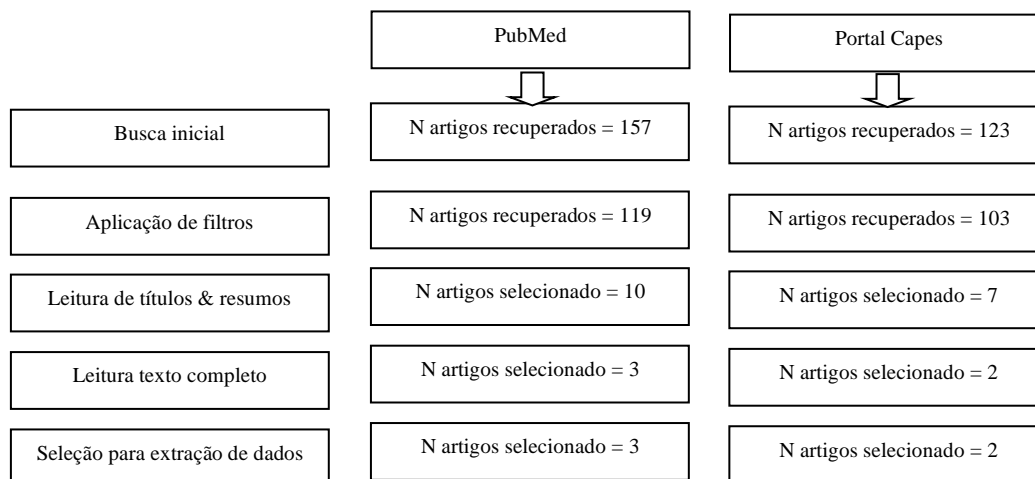 PubMed
Portal Capes
Busca inicial
N artigos recuperados = 157
N artigos recuperados = 123
Aplicação de filtros
N artigos recuperados = 119
N artigos recuperados = 103
Leitura de títulos & resumos
N artigos selecionado = 10
N artigos selecionado = 7
Leitura texto completo
N artigos selecionado = 3
N artigos selecionado = 2
Seleção para extração de dados
N artigos selecionado = 3
N artigos selecionado = 2